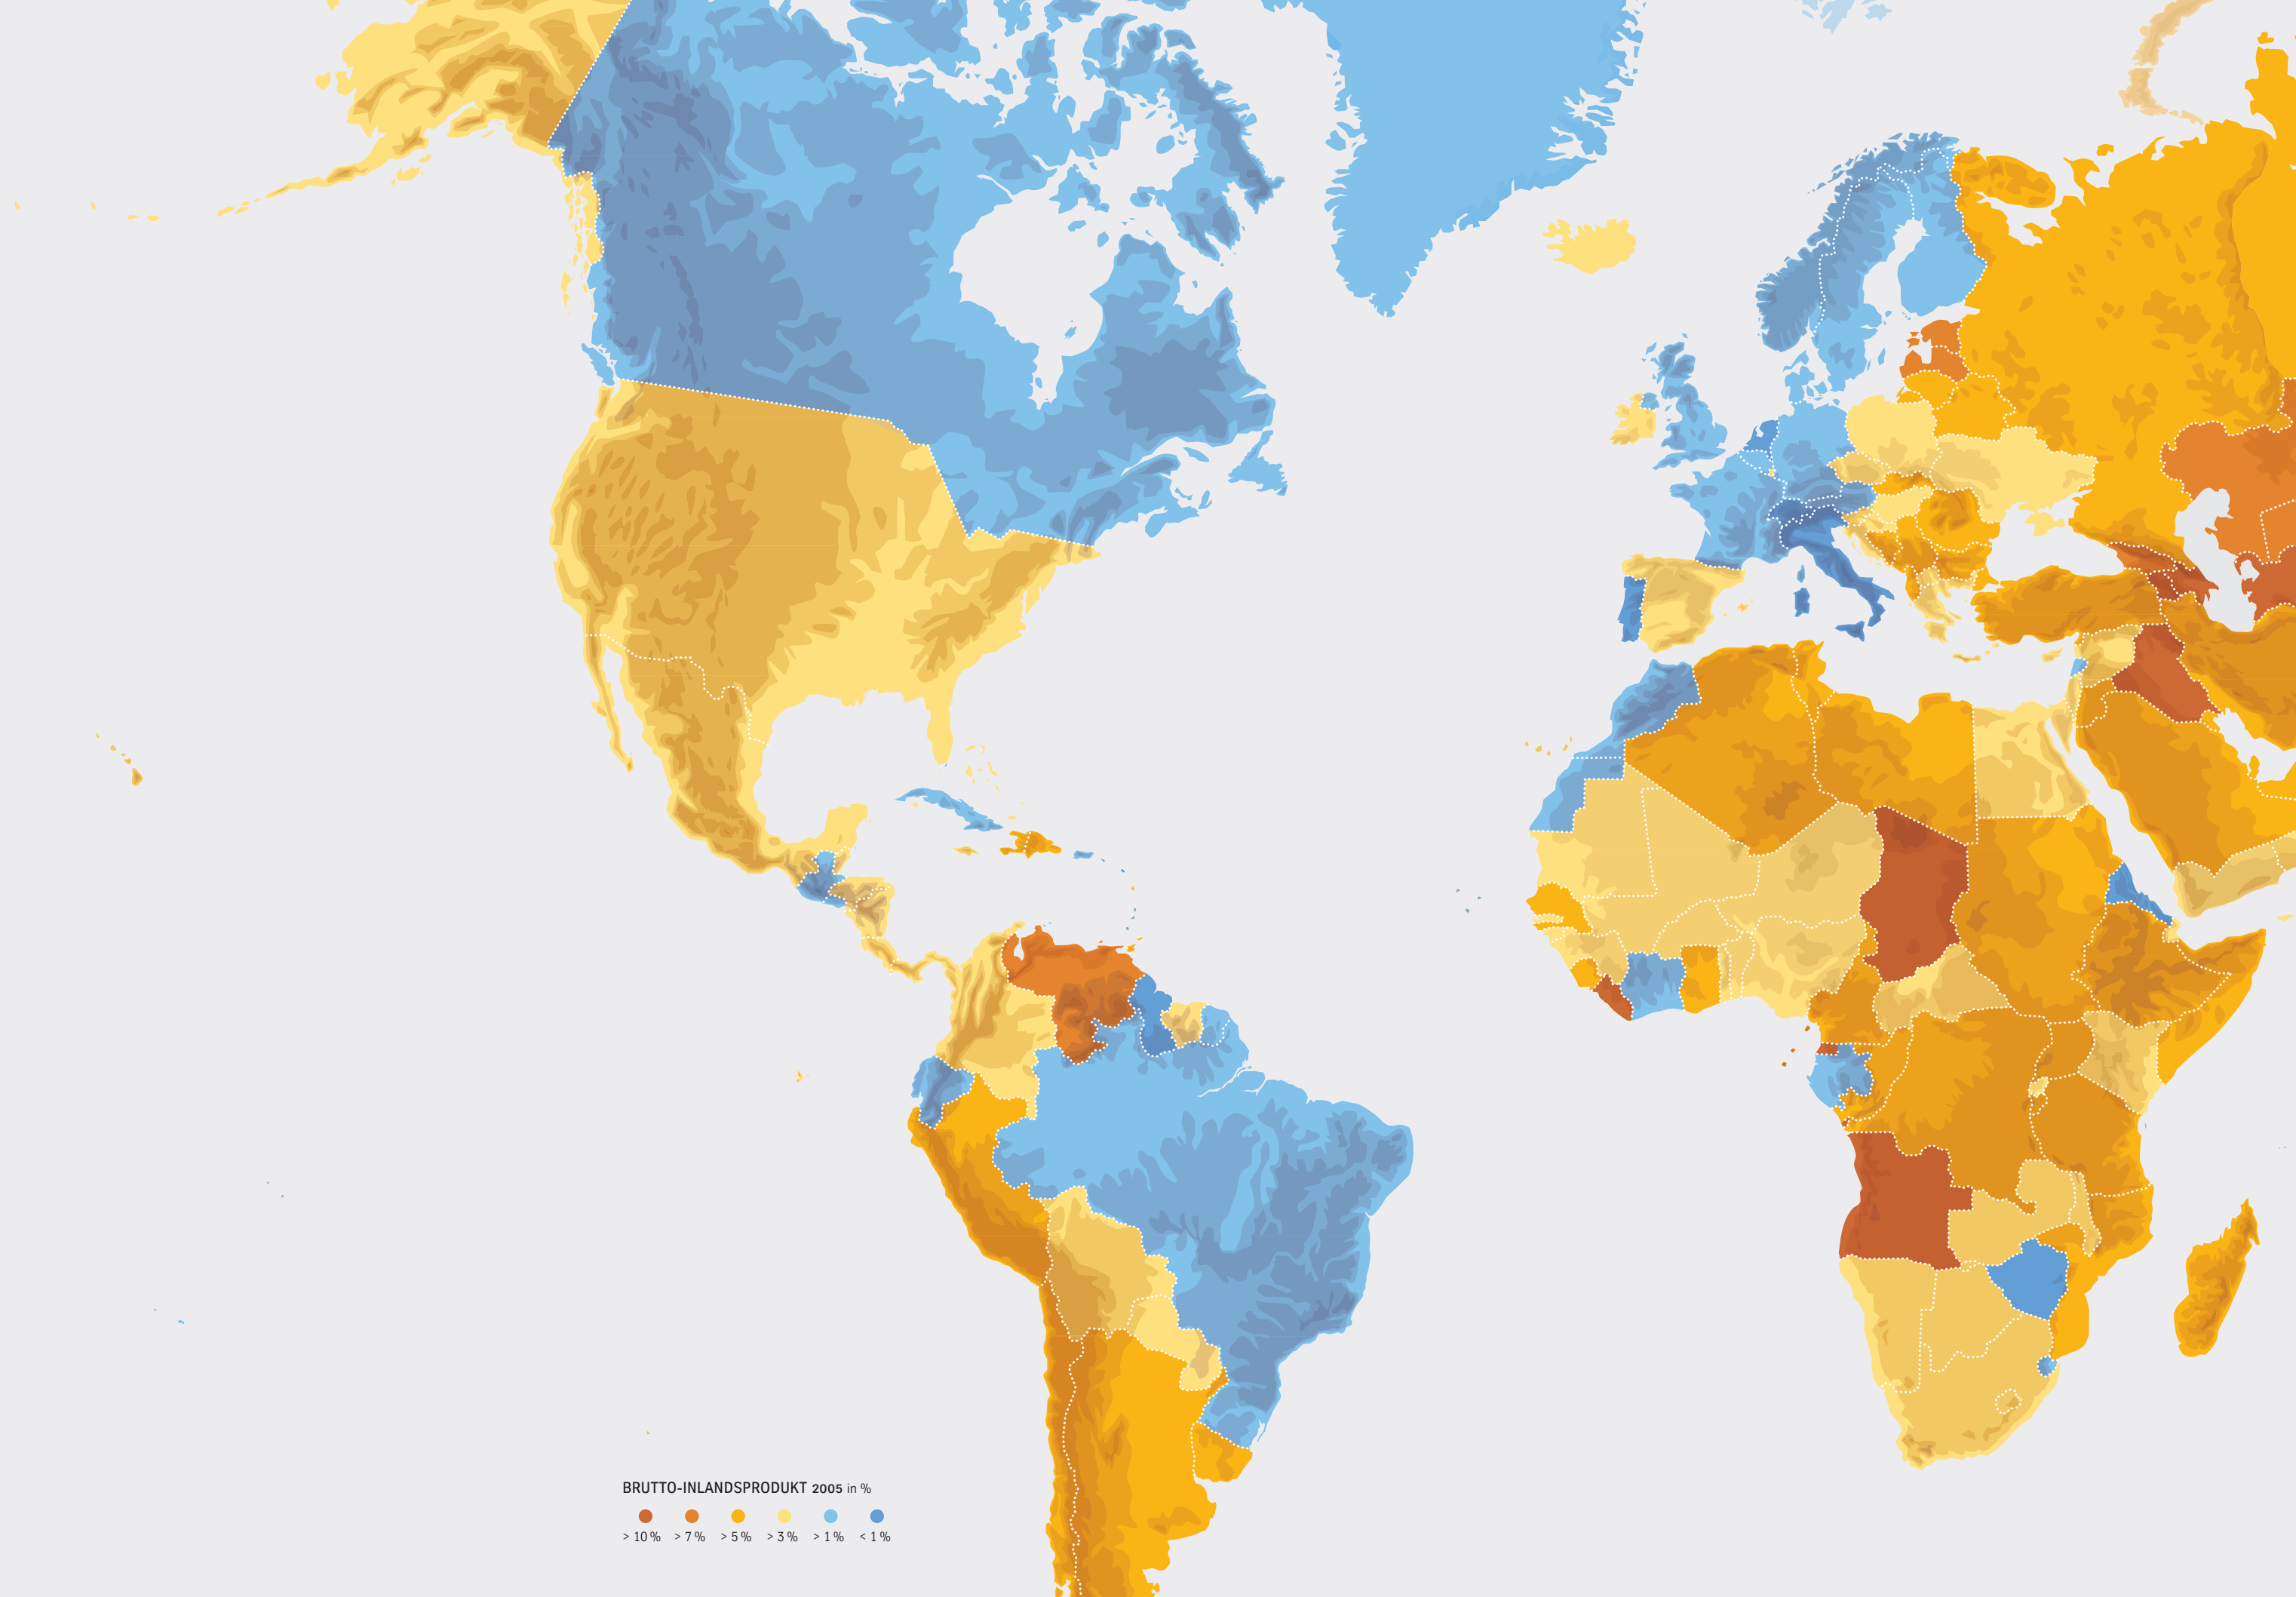 BRUTTO-INLANDSPRODUKT 2005 in %
> 10 % > 7 % > 5 % > 3 % > 1 % < 1 %